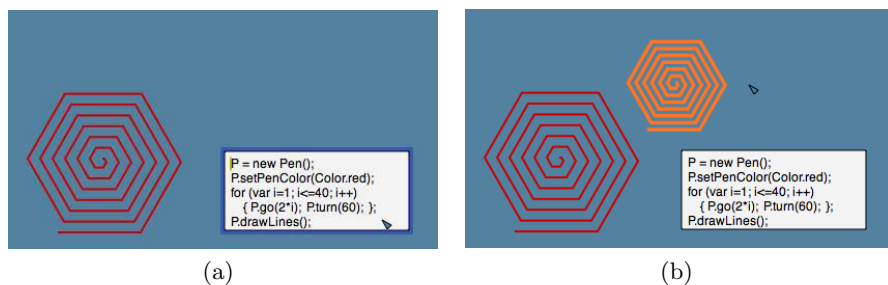 P = new Pen();
P.setPenColor(Color.red);
for (var i=1; i<=40; i++)
{ P.go(2*i); P.turn(60); };
P.drawLines();
P = new Pen();
P.setPenColor(Color.red);
for (var i=1; i<=40; i++)
{ P.go(2*i); P.turn(60); };
P.drawLines();
(a)
(b)